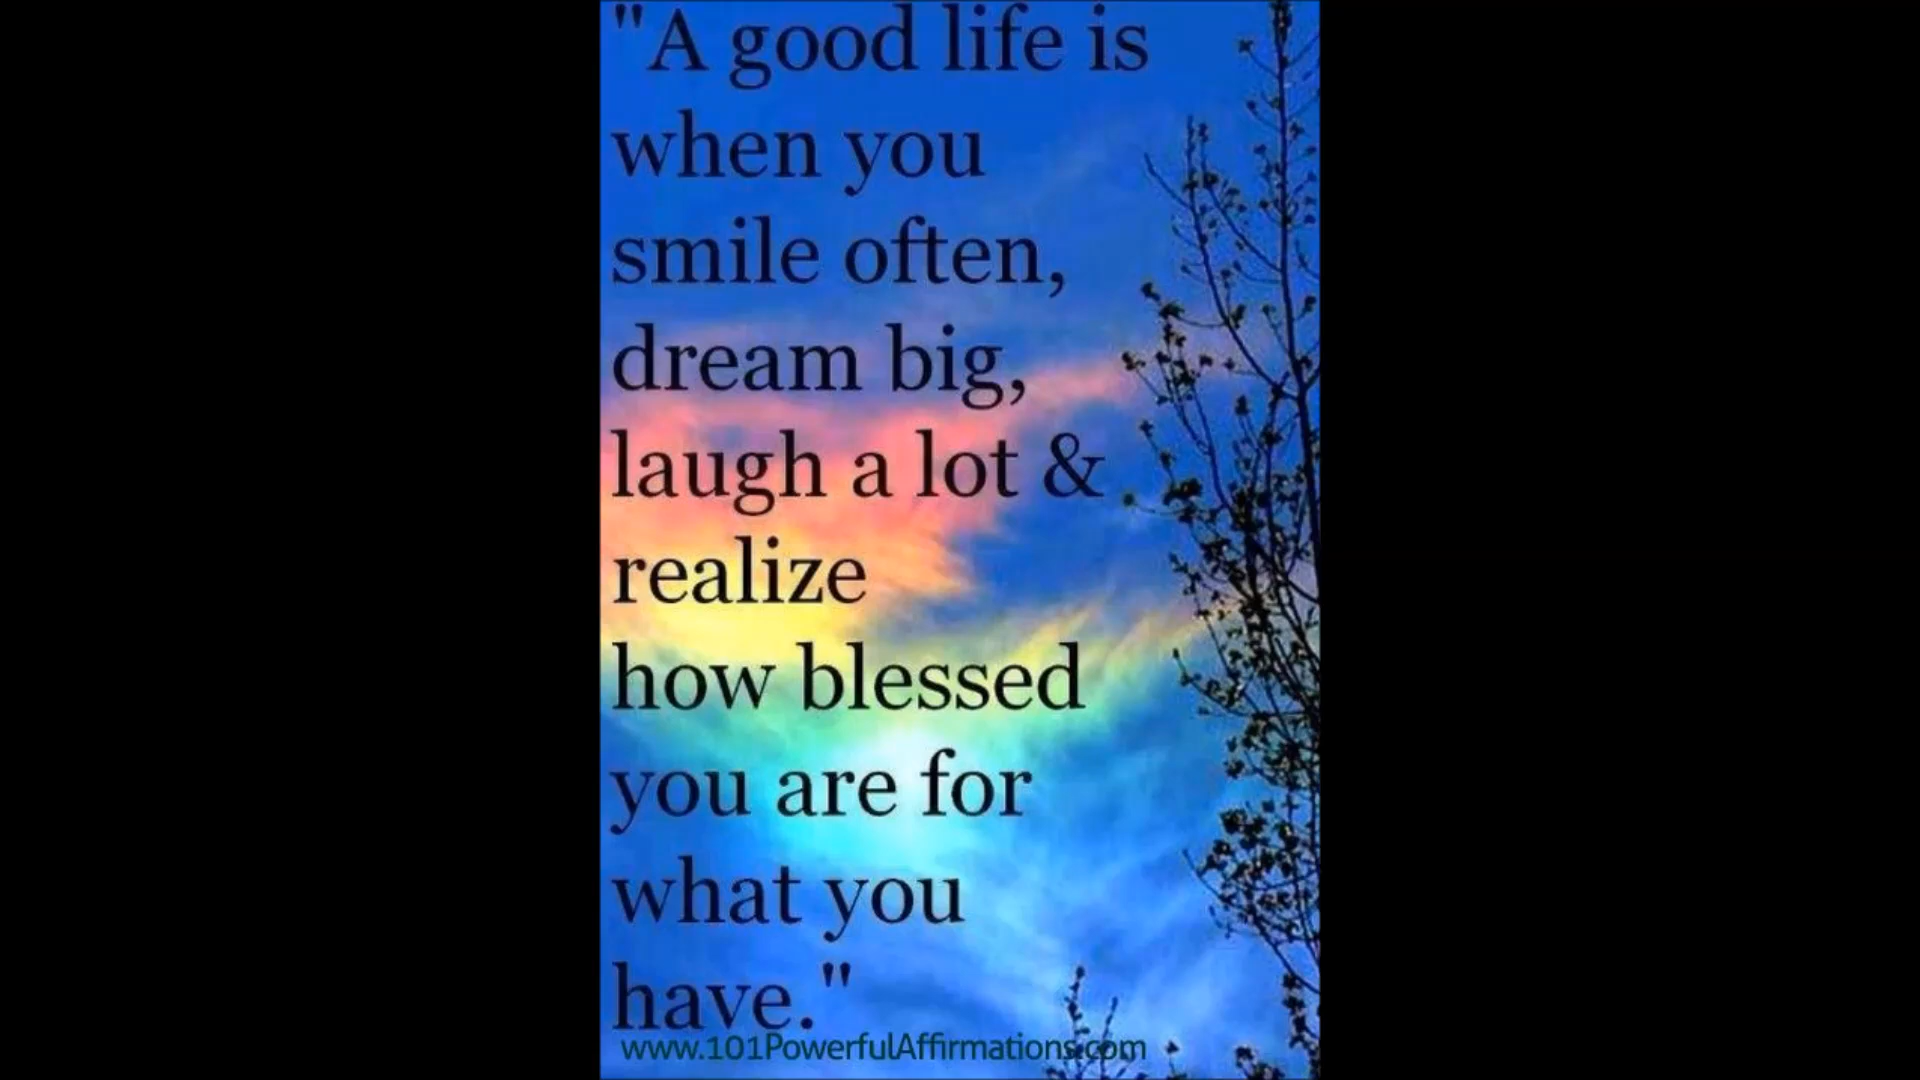 "A good life is
when you
smile often,
dream big,
laugh a lot &
realize
how blessed
you are for
what you
have."
www.101PowerfulAffirmations.com